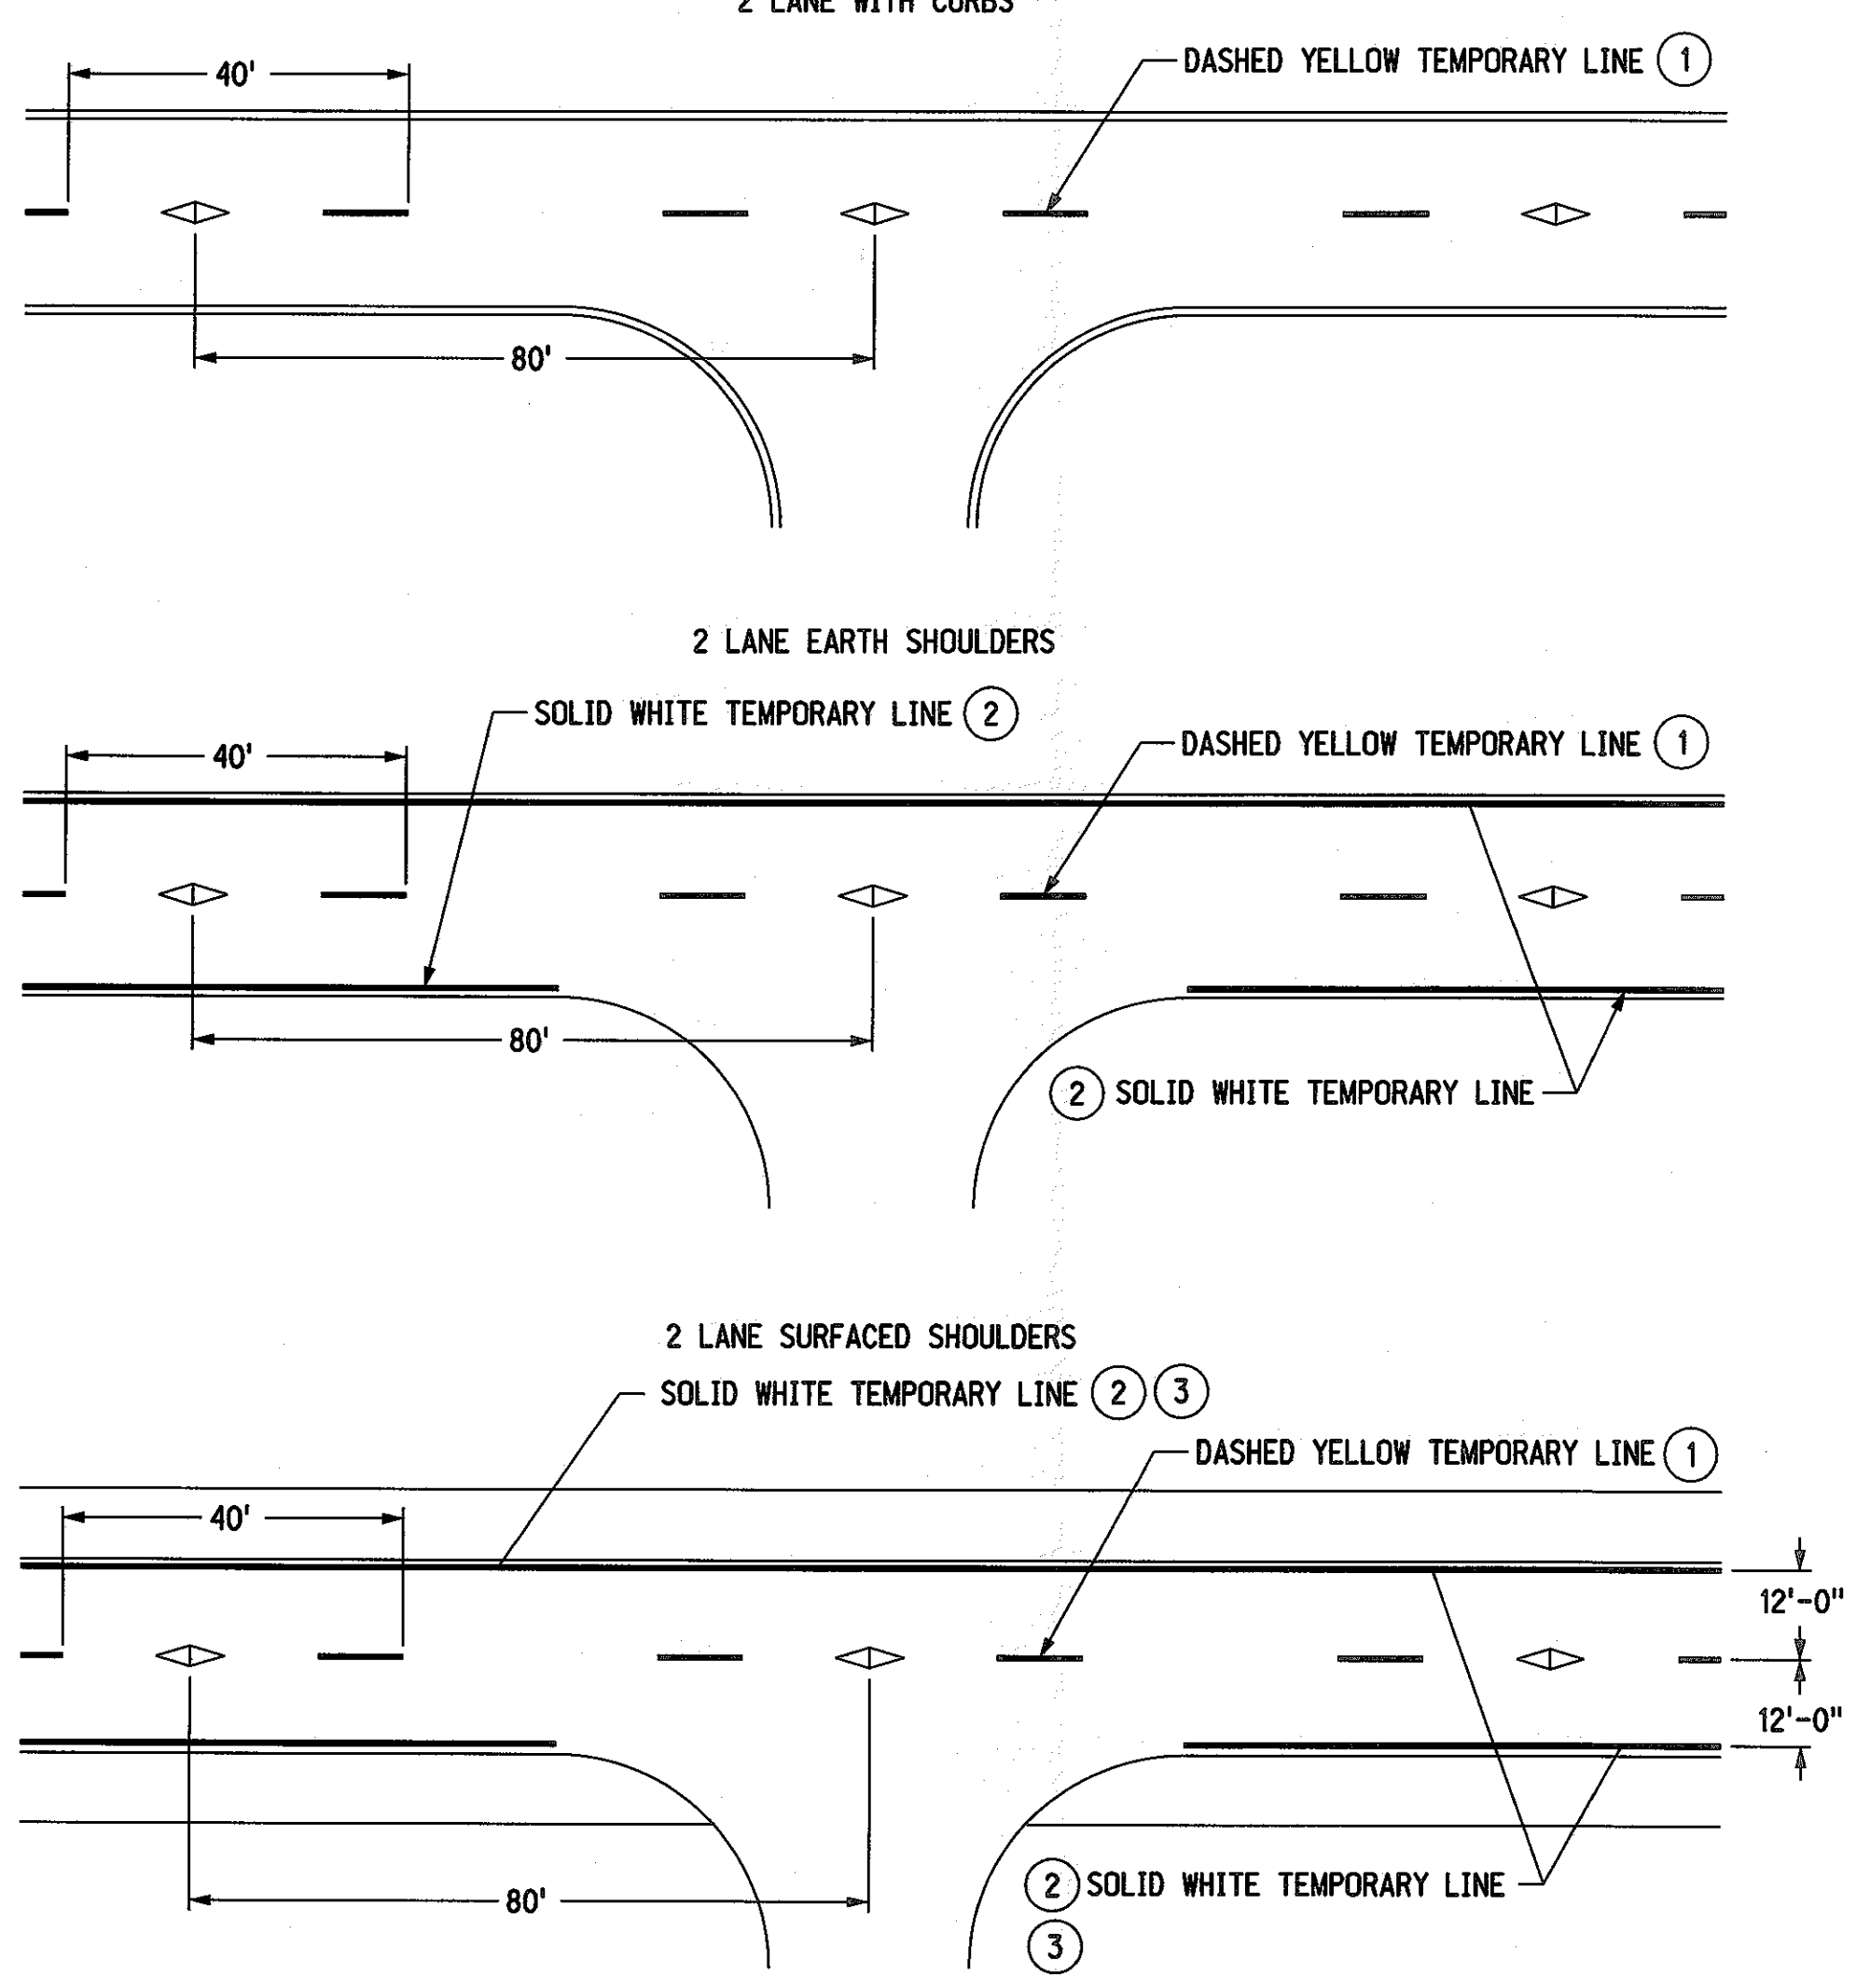 2 LANE WITH CURBS
DASHED YELLOW TEMPORARY LINE 1
40'
80'
2 LANE EARTH SHOULDERS
SOLID WHITE TEMPORARY LINE 2
DASHED YELLOW TEMPORARY LINE 1
40'
80'
2 SOLID WHITE TEMPORARY LINE
2 LANE SURFACED SHOULDERS
SOLID WHITE TEMPORARY LINE 2 3
DASHED YELLOW TEMPORARY LINE 1
40'
12'-0"
12'-0"
80'
2 SOLID WHITE TEMPORARY LINE
3